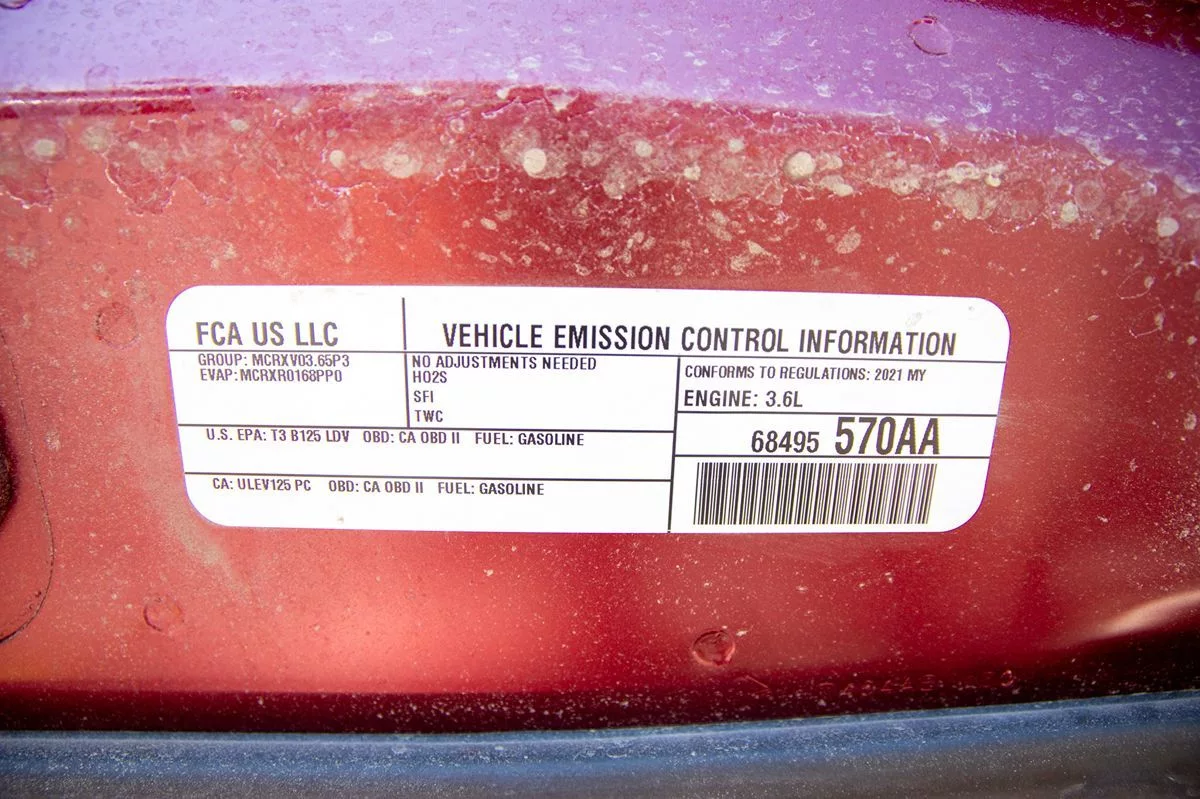 FCA US LLC
VEHICLE EMISSION CONTROL INFORMATION
GROUP: MCRXV03.65P3
EVAP: MCRXR0168PP0
NO ADJUSTMENTS NEEDED
HO2S
SFI
TWC
CONFORMS TO REGULATIONS: 2021 MY
ENGINE: 3.6L
U.S. EPA: T3 B125 LDV OBD: CA OBD II FUEL: GASOLINE
68495 570AA
CA: ULEV125 PC OBD: CA OBD II FUEL: GASOLINE